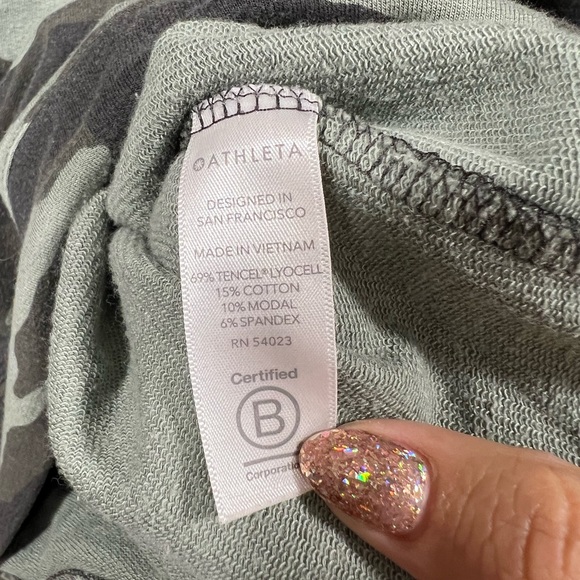 ATHLETA
DESIGNED IN
SAN FRANCISCO
MADE IN VIETNAM
69% TENCEL® LYOCELL
15% COTTON
10% MODAL
6% SPANDEX
RN 54023
Certified
B
Corporation